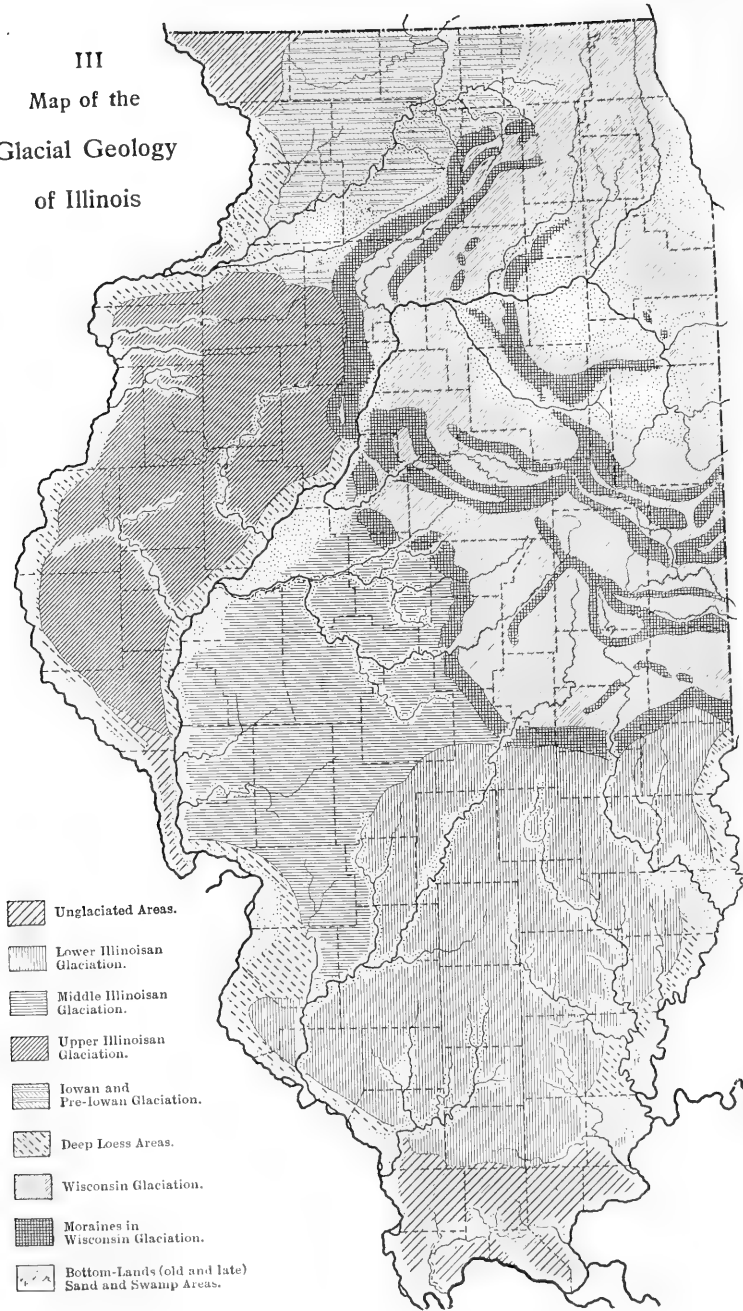 III
Map of the
Glacial Geology
of Illinois
Unglaciated Areas.
Lower Illinoisan
Glaciation.
Middle Illinoisan
Glaciation.
Upper Illinoisan
Glaciation.
Iowan and
Pre-Iowan Glaciation.
Deep Loess Areas.
Wisconsin Glaciation.
Moraines in
Wisconsin Glaciation.
Bottom-Lands (old and late)
Sand and Swamp Areas.